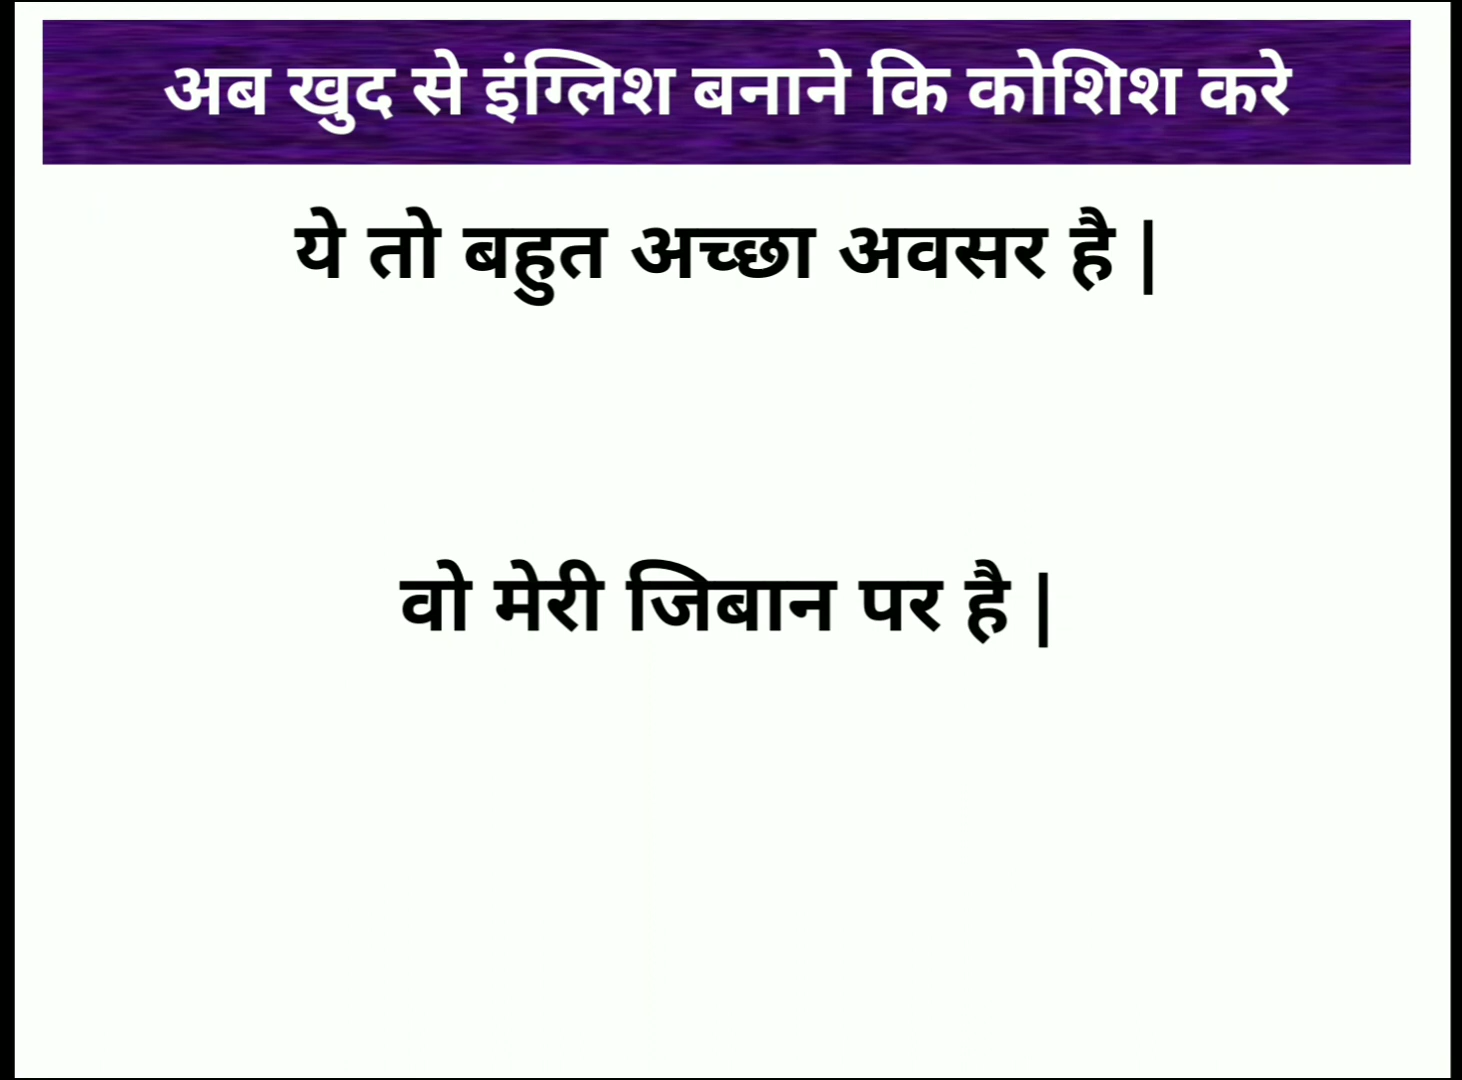 अब खुद से इंग्लिश बनाने कि कोशिश करे
ये तो बहुत अच्छा अवसर है |
वो मेरी जिबान पर है |